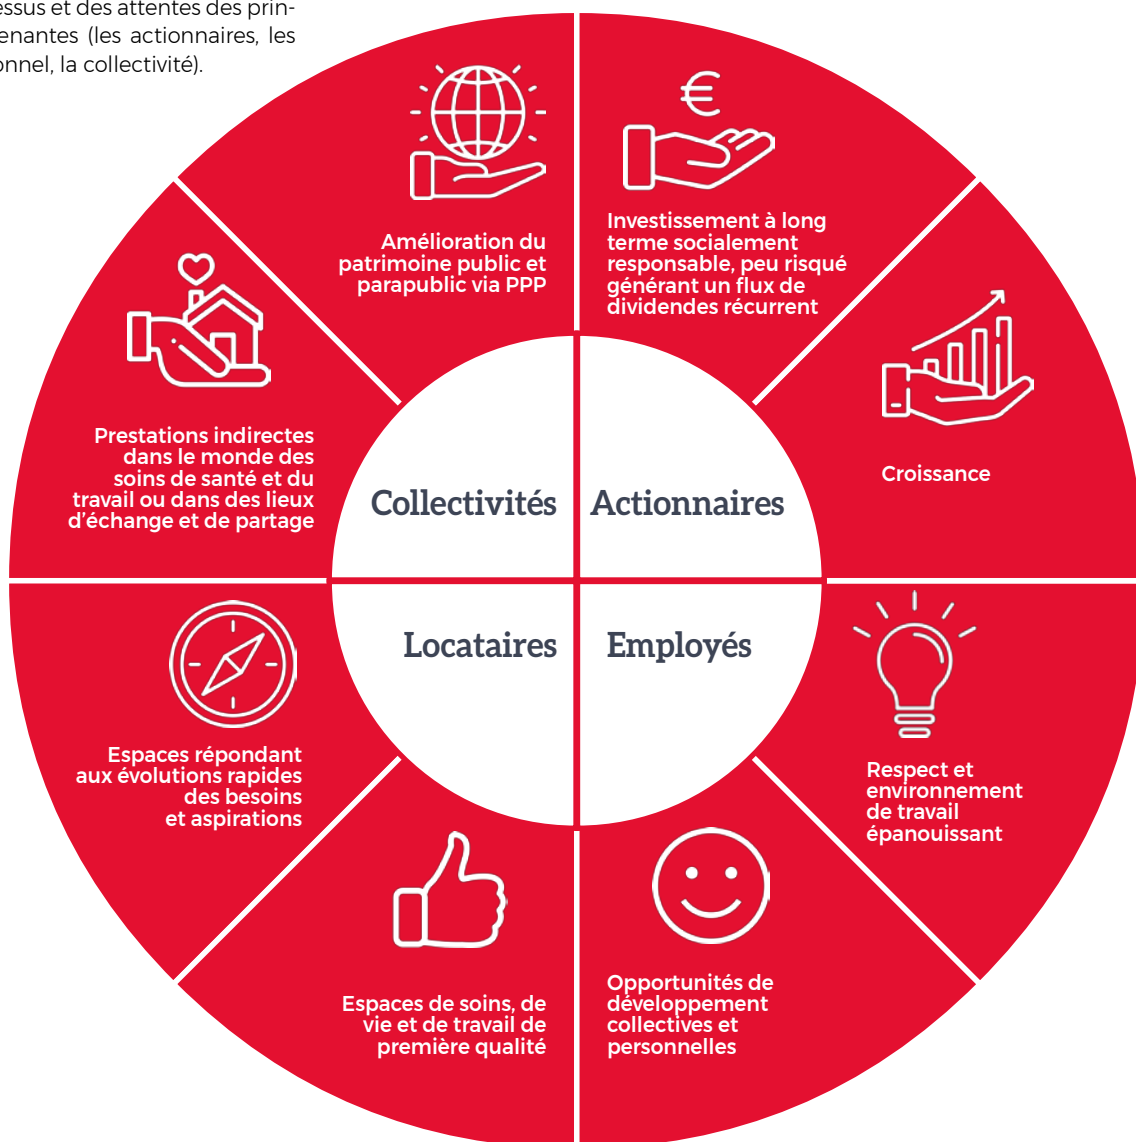 et des attentes des prin-
(les actionnaires, les
la collectivité).
€
Amélioration du
patrimoine public et
parapublic via PPP
Investissement à long
terme socialement
responsable, peu risqué
générant un flux de
dividendes récurrent
Prestations indirectes
dans le monde des
soins de santé et du
travail ou dans des lieux
d'échange et de partage
Croissance
Collectivités
Actionnaires
Locataires
Employés
Espaces répondant
aux évolutions rapides
des besoins
et aspirations
Respect et
environnement
de travail
épanouissant
Espaces de soins, de
vie et de travail de
première qualité
Opportunités de
développement
collectives et
personnelles